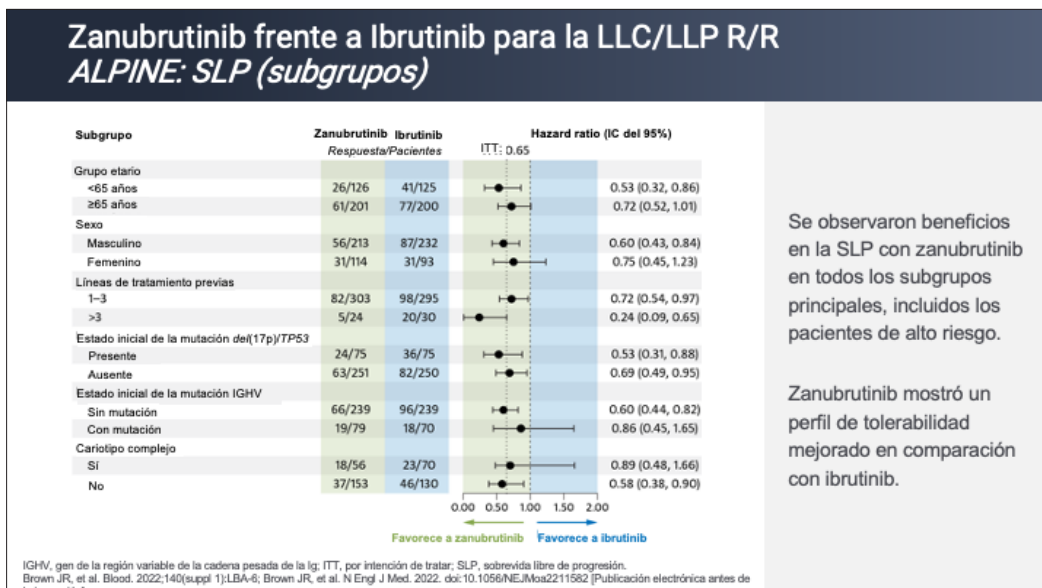 Zanubrutinib frente a Ibrutinib para la LLC/LLP R/R
ALPINE: SLP (subgrupos)
Subgrupo Zanubrutinib Ibrutinib Hazard ratio (IC del 95%)
Respuesta/Pacientes ITT: 0.65
Grupo etario
<65 años 26/126 41/125 0.53 (0.32, 0.86)
≥65 años 61/201 77/200 0.72 (0.52, 1.01)
Sexo
Masculino 56/213 87/232 0.60 (0.43, 0.84)
Femenino 31/114 31/93 0.75 (0.45, 1.23)
Líneas de tratamiento previas
1–3 82/303 98/295 0.72 (0.54, 0.97)
>3 5/24 20/30 0.24 (0.09, 0.65)
Estado inicial de la mutación del(17p)/TP53
Presente 24/75 36/75 0.53 (0.31, 0.88)
Ausente 63/251 82/250 0.69 (0.49, 0.95)
Estado inicial de la mutación IGHV
Sin mutación 66/239 96/239 0.60 (0.44, 0.82)
Con mutación 19/79 18/70 0.86 (0.45, 1.65)
Cariotipo complejo
Sí 18/56 23/70 0.89 (0.48, 1.66)
No 37/153 46/130 0.58 (0.38, 0.90)
0.00 0.50 1.00 1.50 2.00
Favorece a zanubrutinib Favorece a ibrutinib
Se observaron beneficios
en la SLP con zanubrutinib
en todos los subgrupos
principales, incluidos los
pacientes de alto riesgo.
Zanubrutinib mostró un
perfil de tolerabilidad
mejorado en comparación
con ibrutinib.
IGHV, gen de la región variable de la cadena pesada de la Ig; ITT, por intención de tratar; SLP, sobrevida libre de progresión.
Brown JR, et al. Blood. 2022;140(suppl 1):LBA-6; Brown JR, et al. N Engl J Med. 2022. doi:10.1056/NEJMoa2211582 [Publicación electrónica antes de